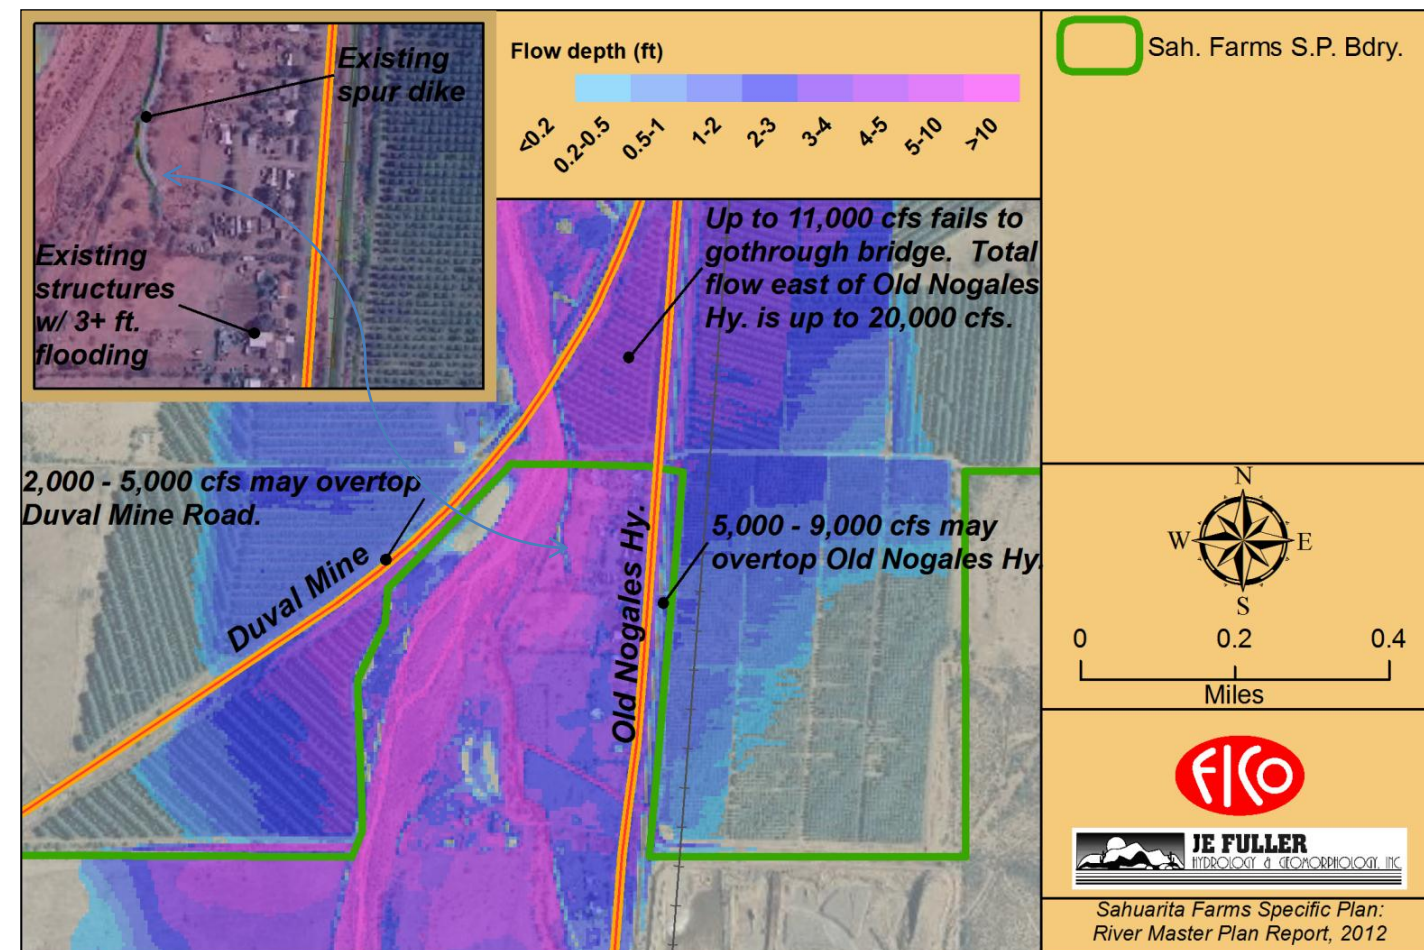 Existing
spur dike
Existing
structures
w/ 3+ ft.
flooding
Flow depth (ft)
<0.2
0.2-0.5
0.5-1
1-2
2-3
3-4
4-5
5-10
>10
Sah. Farms S.P. Bdry.
Up to 11,000 cfs fails to
gothrough bridge. Total
flow east of Old Nogales
Hy. is up to 20,000 cfs.
2,000 - 5,000 cfs may overtop
Duval Mine Road.
5,000 - 9,000 cfs may
overtop Old Nogales Hy.
Duval Mine
Old Nogales Hy.
N
W E
S
0 0.2 0.4
Miles
FICO
JE FULLER
HYDROLOGY & GEOMORPHOLOGY, INC
Sahuarita Farms Specific Plan:
River Master Plan Report, 2012